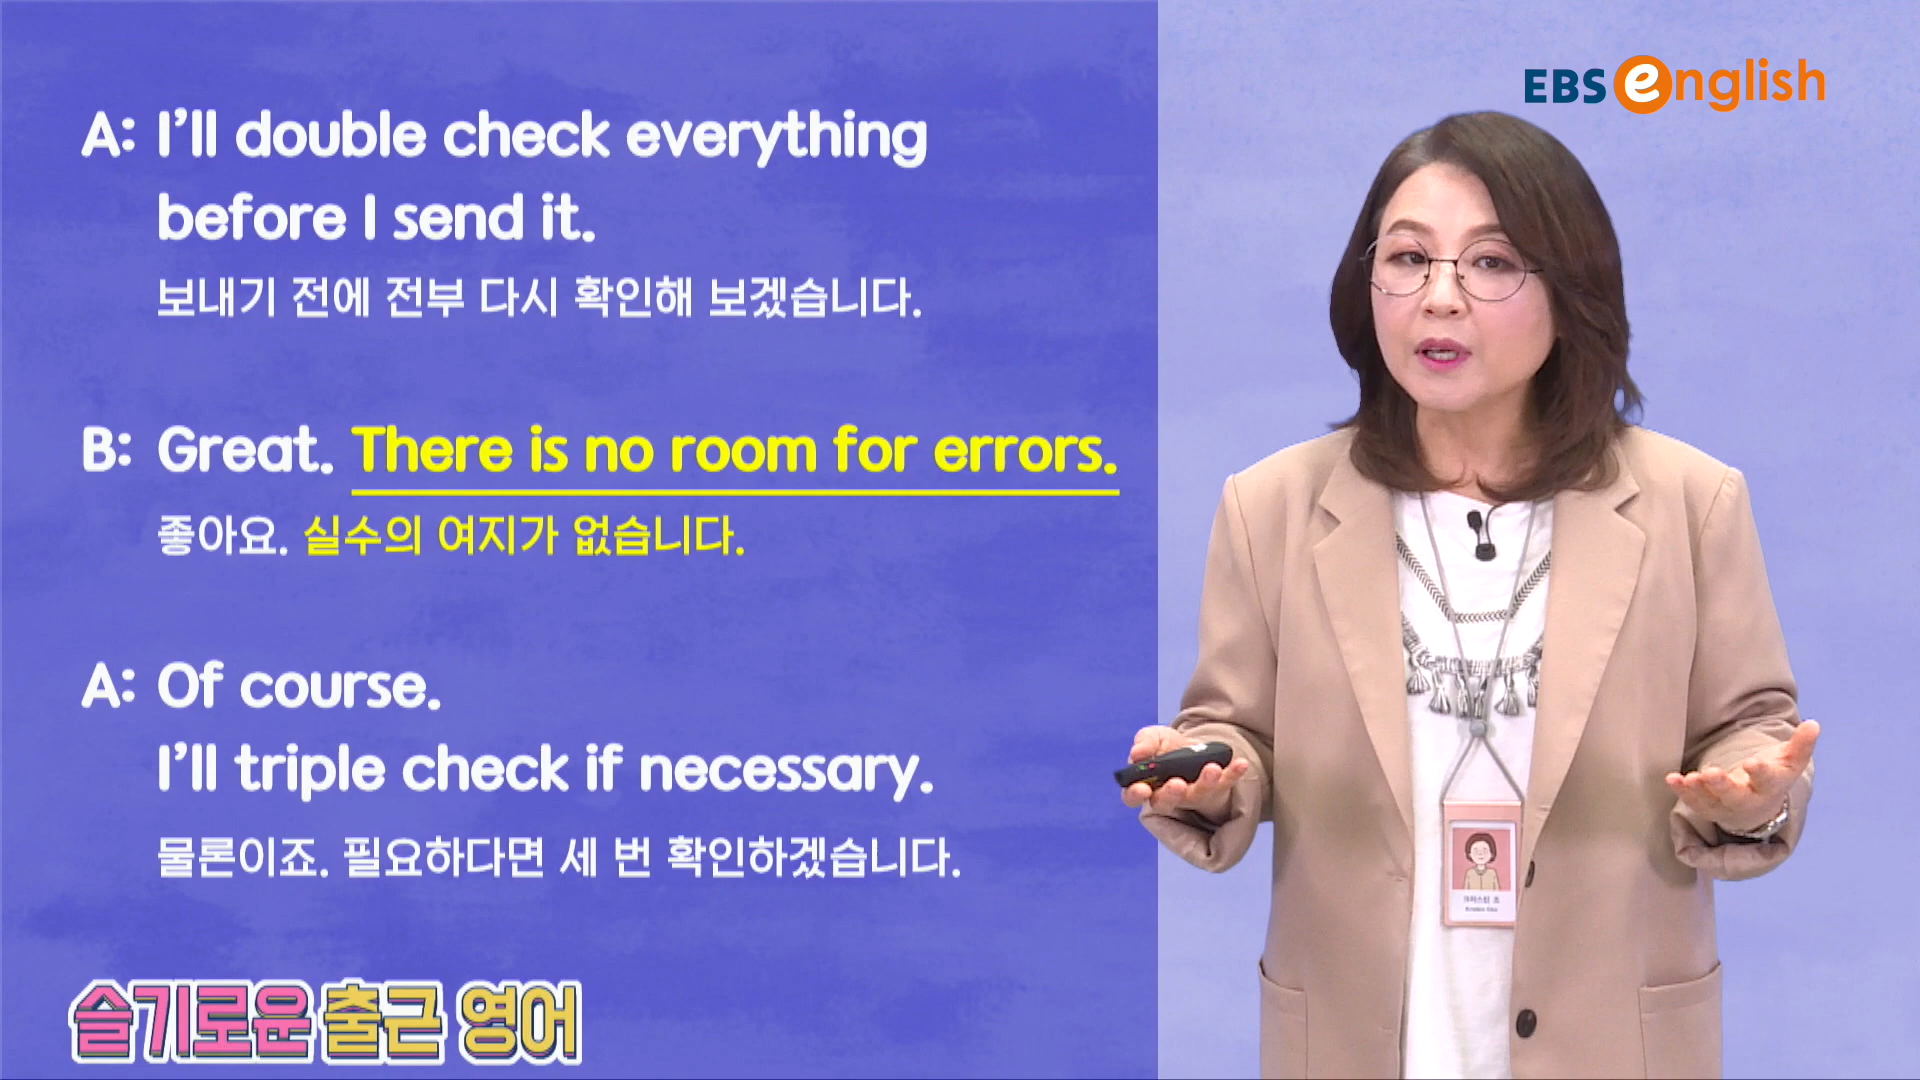 EBS english
A: I'll double check everything
before I send it.
보내기 전에 전부 다시 확인해 보겠습니다.
B: Great. There is no room for errors.
좋아요. 실수의 여지가 없습니다.
A: Of course.
I'll triple check if necessary.
물론이죠. 필요하다면 세 번 확인하겠습니다.
슬기로운 출근 영어